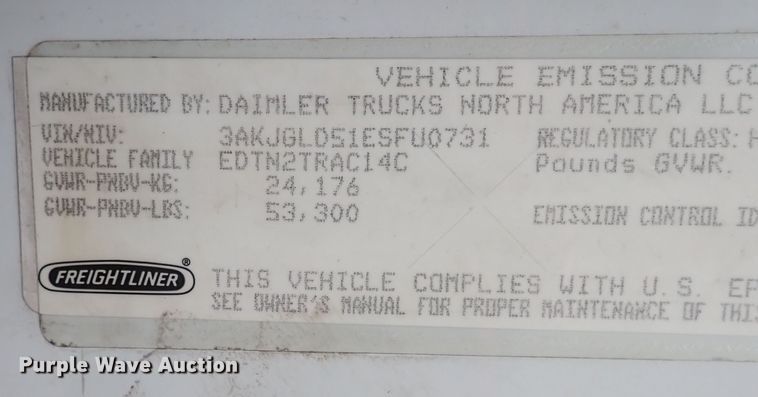 VEHICLE EMISSION CO
MANUFACTURED BY: DAIMLER TRUCKS NORTH AMERICA LLC
VIN/NIV: 3AKJGLD51ESFU0731 REGULATORY CLASS: H
VEHICLE FAMILY EDTN2TRAC14C Pounds GVWR.
GVWR-PNBV-KG: 24,176
GVWR-PNBV-LBS: 53,300 EMISSION CONTROL ID
FREIGHTLINER®
THIS VEHICLE COMPLIES WITH U.S. EP
SEE OWNER'S MANUAL FOR PROPER MAINTENANCE OF THIS
Purple Wave Auction